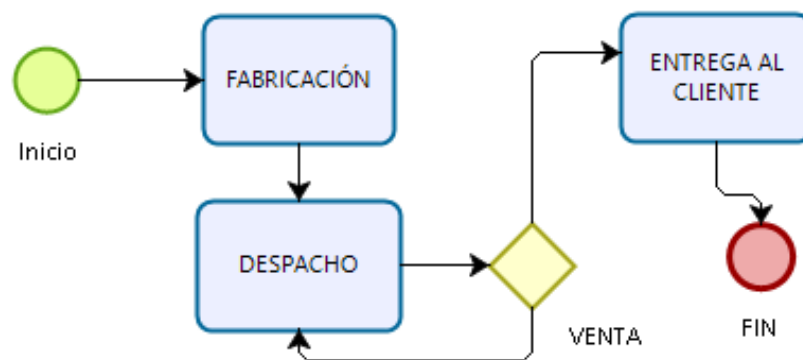 Inicio
FABRICACIÓN
DESPACHO
VENTA
ENTREGA AL
CLIENTE
FIN